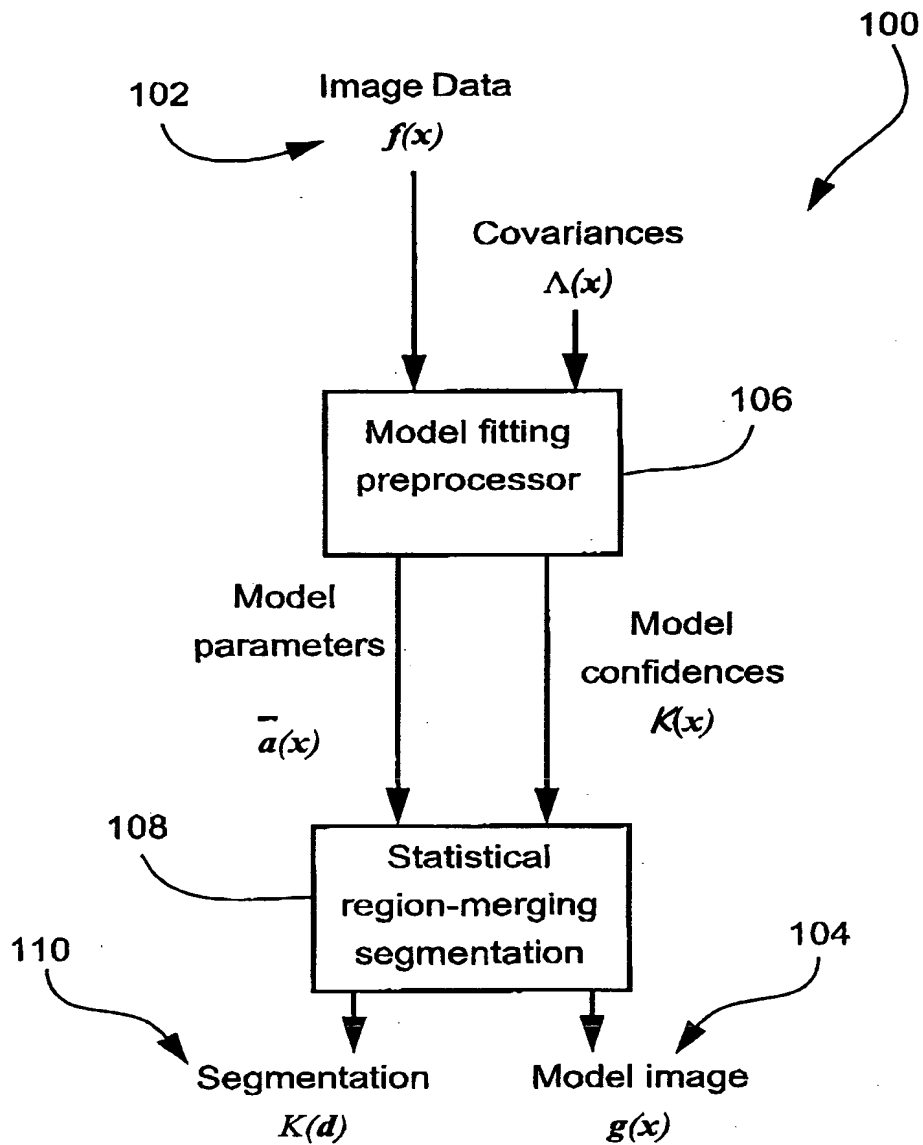 100
102
Image Data
f(x)
Covariances
Λ(x)
106
Model fitting
preprocessor
Model
parameters
a̅(x)
Model
confidences
K(x)
108
Statistical
region-merging
segmentation
110
104
Segmentation
K(d)
Model image
g(x)